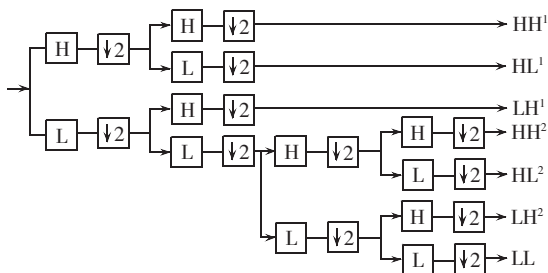 H ↓2 HH¹
H ↓2
L ↓2 HL¹
H ↓2 LH¹
L ↓2
L ↓2 H ↓2 H ↓2 HH²
L ↓2 HL²
H ↓2 LH²
L ↓2
L ↓2 LL